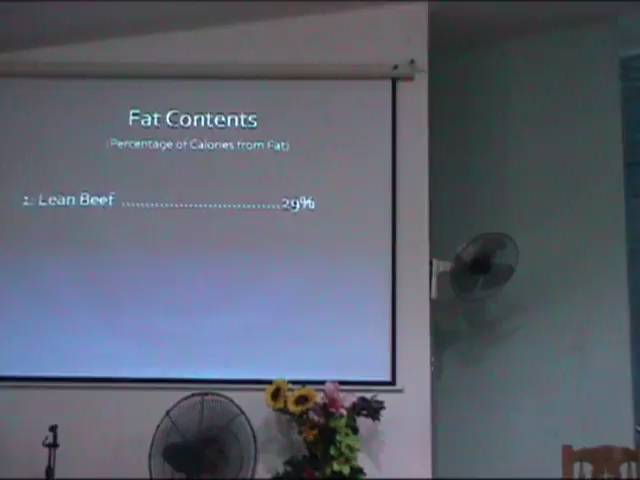 Fat Contents
(Percentage of Calories from Fat)
1. Lean Beef ................................29%